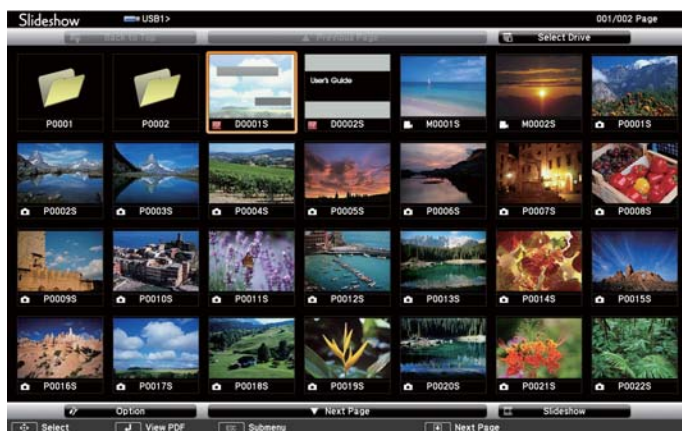 Slideshow USB1> 001/002 Page
Back to Top Previous Page Select Drive
User's Guide
P0001 P0002 D0001S D0002S M0001S M0002S P0001S
P0002S P0003S P0004S P0005S P0006S P0007S P0008S
P0009S P0010S P0011S P0012S P0013S P0014S P0015S
P0016S P0017S P0018S P0019S P0020S P0021S P0022S
Option Next Page Slideshow
Select View PDF Esc Submenu Next Page